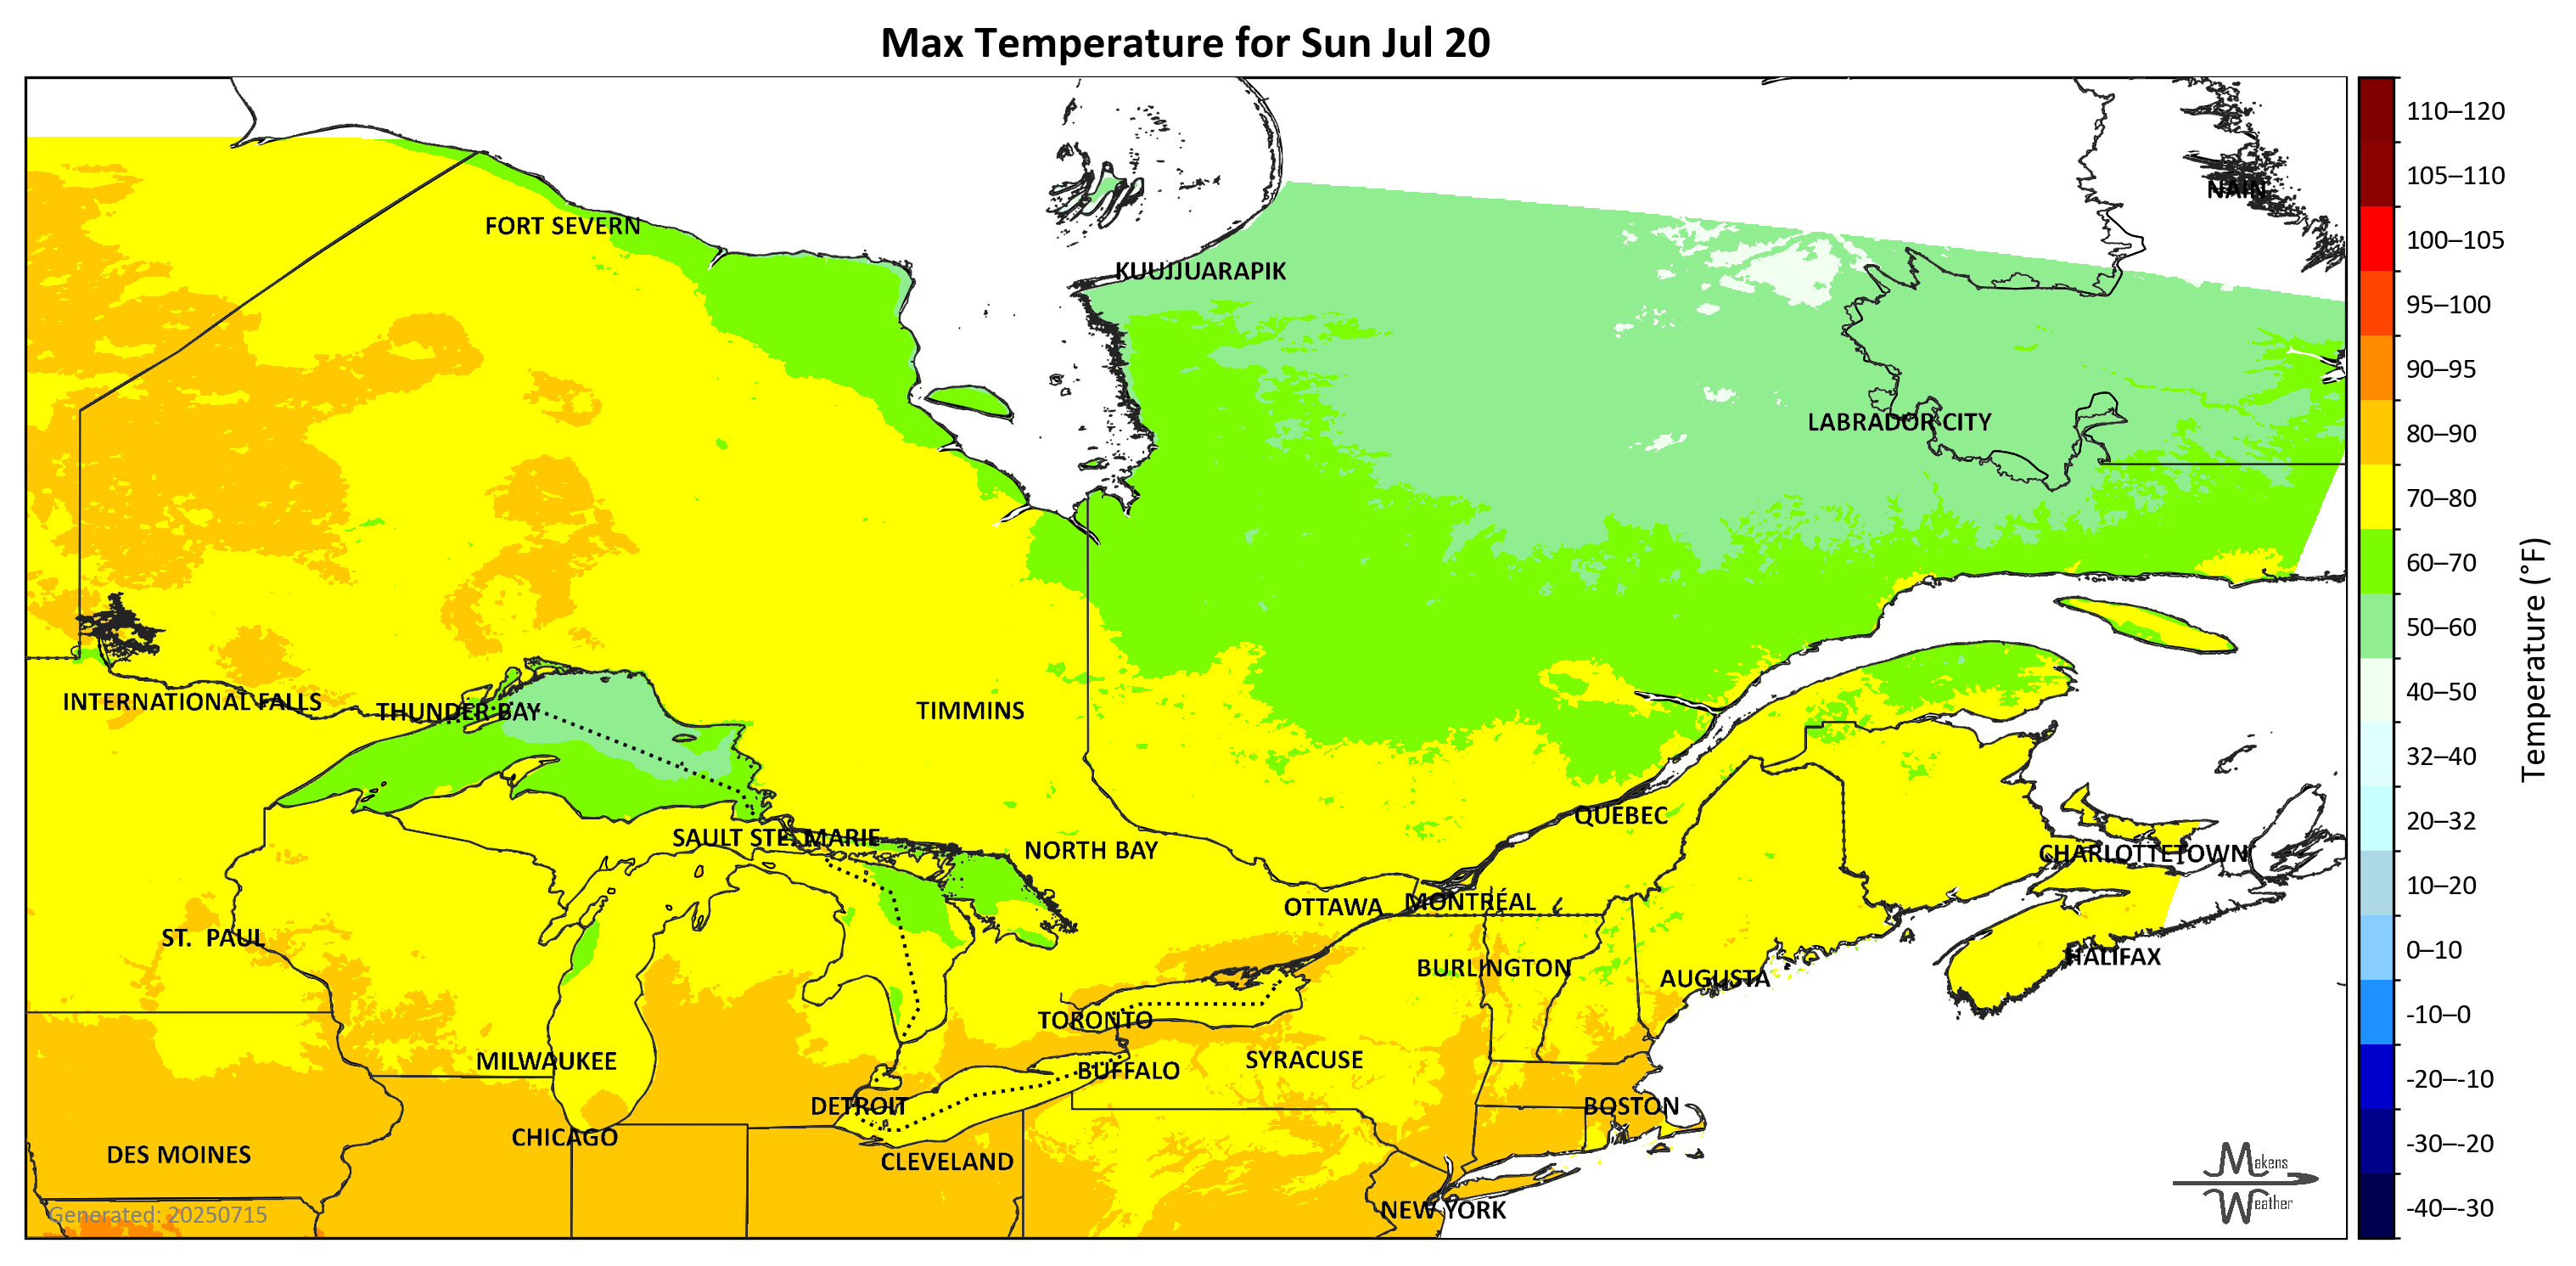 Max Temperature for Sun Jul 20
110–120
105–110
NAIN
FORT SEVERN
100–105
KUUJJUARAPIK
95–100
90–95
LABRADOR CITY
80–90
70–80
60–70
50–60
Temperature (°F)
40–50
INTERNATIONAL FALLS
THUNDER BAY
TIMMINS
32–40
QUÉBEC
20–32
SAULT STE. MARIE
NORTH BAY
CHARLOTTETOWN
10–20
OTTAWA
MONTRÉAL
ST. PAUL
0–10
HALIFAX
BURLINGTON
AUGUSTA
-10–0
TORONTO
MILWAUKEE
SYRACUSE
BUFFALO
-20–-10
DETROIT
BOSTON
CHICAGO
-30–-20
DES MOINES
CLEVELAND
Makens
Weather
-40–-30
NEW YORK
Generated: 20250715